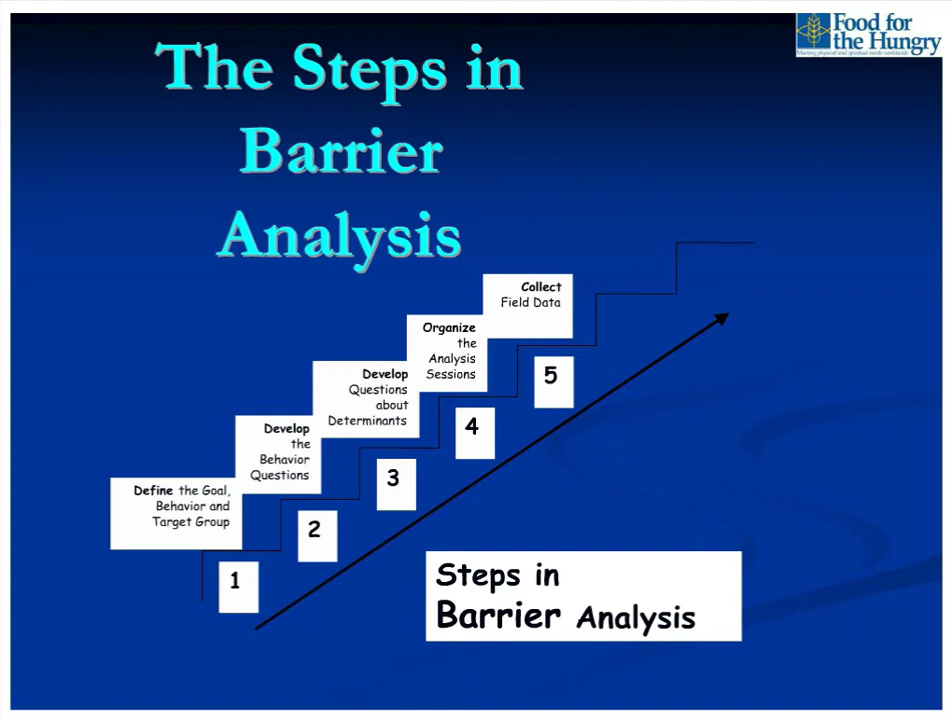 Food for
the Hungry
The Steps in
Barrier
Analysis
Collect
Field Data
Organize
the
Analysis
Sessions
Develop
Questions
about
Determinants
Develop
the
Behavior
Questions
Define the Goal,
Behavior and
Target Group
5
4
3
2
1
Steps in
Barrier Analysis